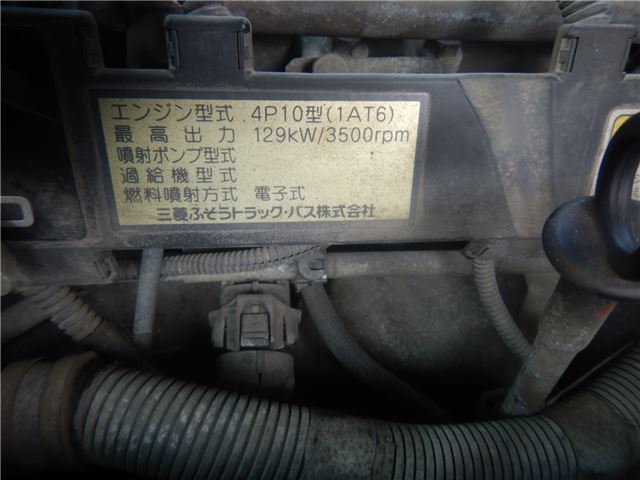 エンジン型式 4P10型(1AT6)
最高出力 129kW/3500rpm
噴射ポンプ型式
過給機型式
燃料噴射方式 電子式
三菱ふそうトラック・バス株式会社